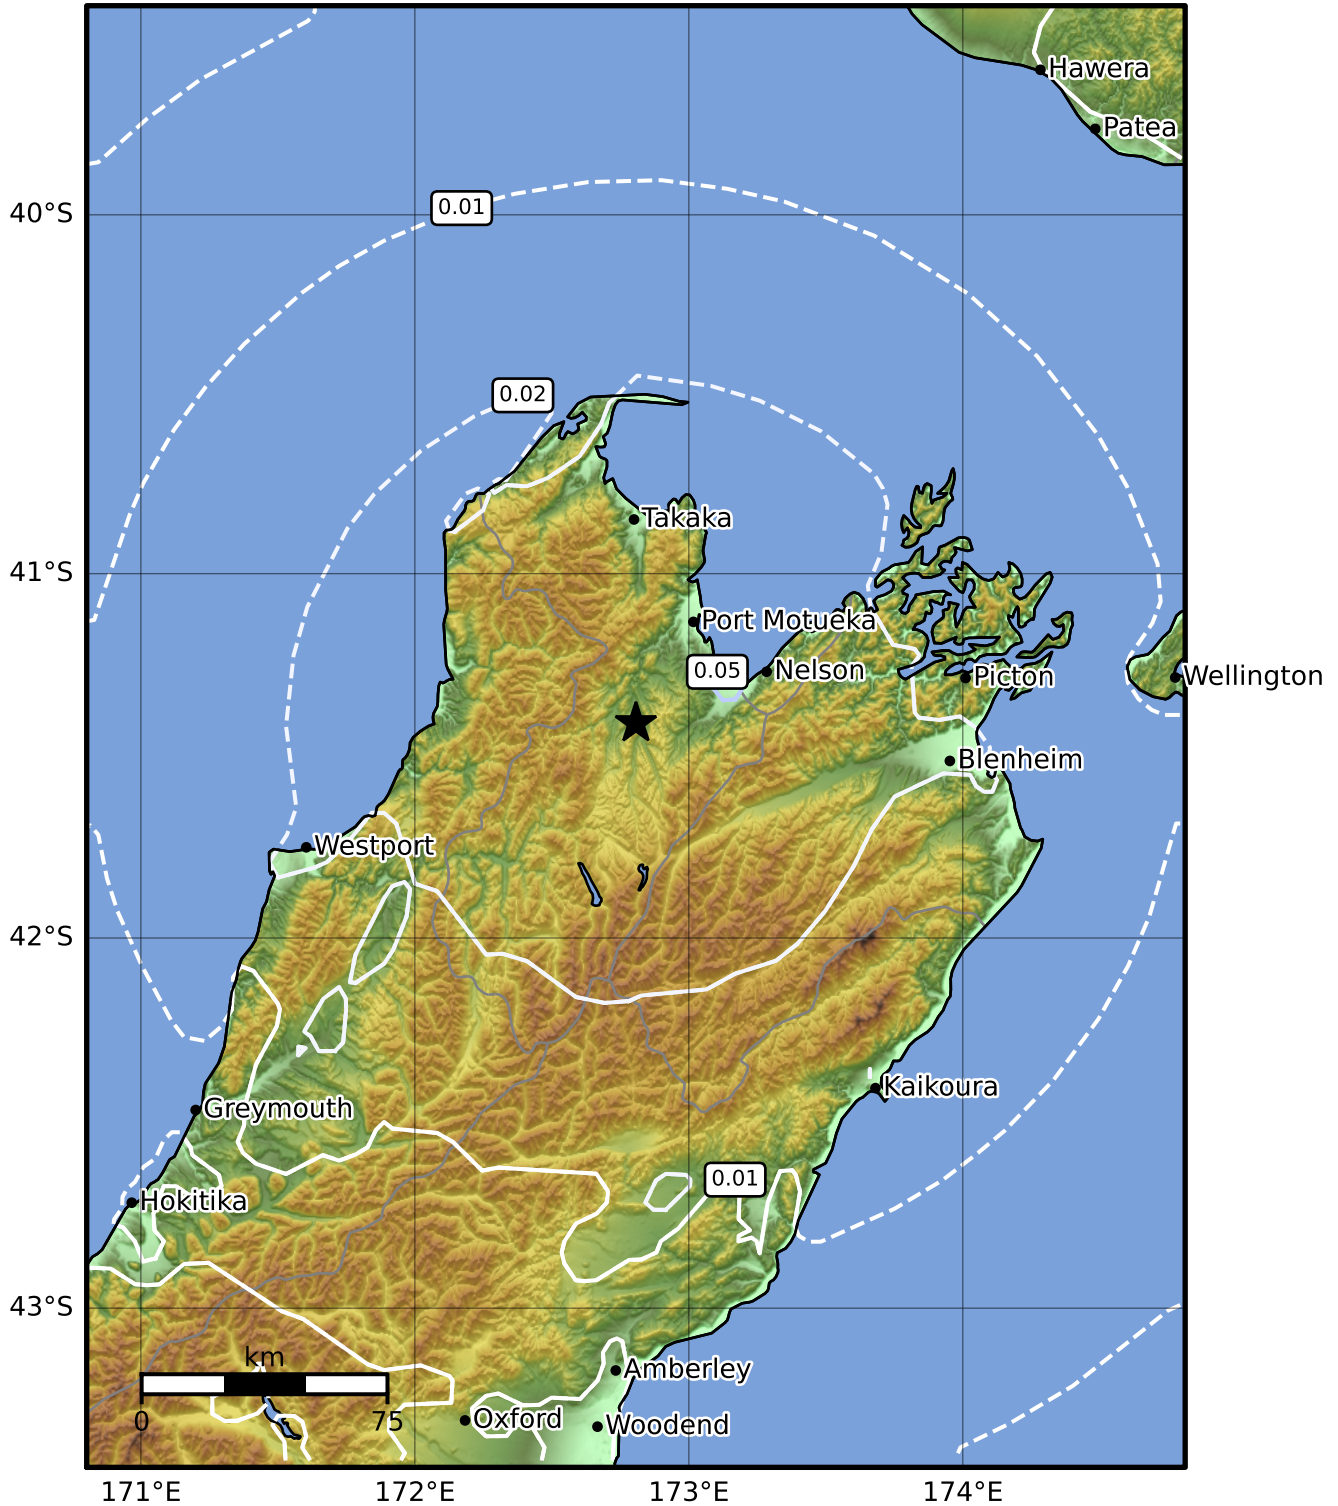 Hawera
Patea
40°S
0.01
0.02
Takaka
41°S
Port Motueka
0.05
Nelson
Picton
Wellington
Blenheim
Westport
42°S
Kaikoura
Greymouth
0.01
Hokitika
43°S
km
Amberley
0
75
Oxford
Woodend
171°E
172°E
173°E
174°E